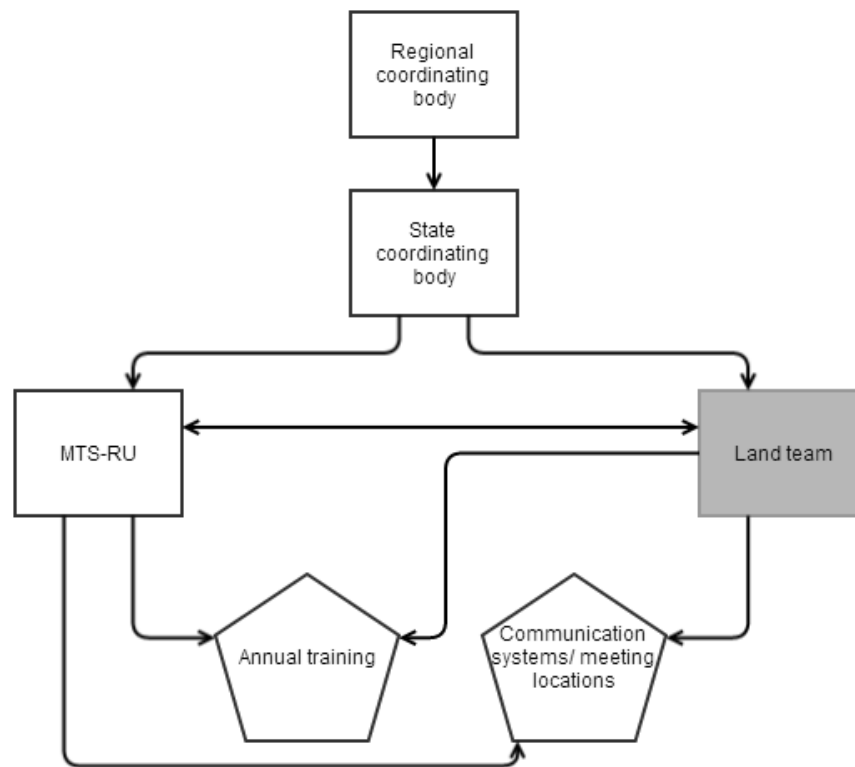 Regional
coordinating
body
State
coordinating
body
MTS-RU
Land team
Annual training
Communication
systems/ meeting
locations